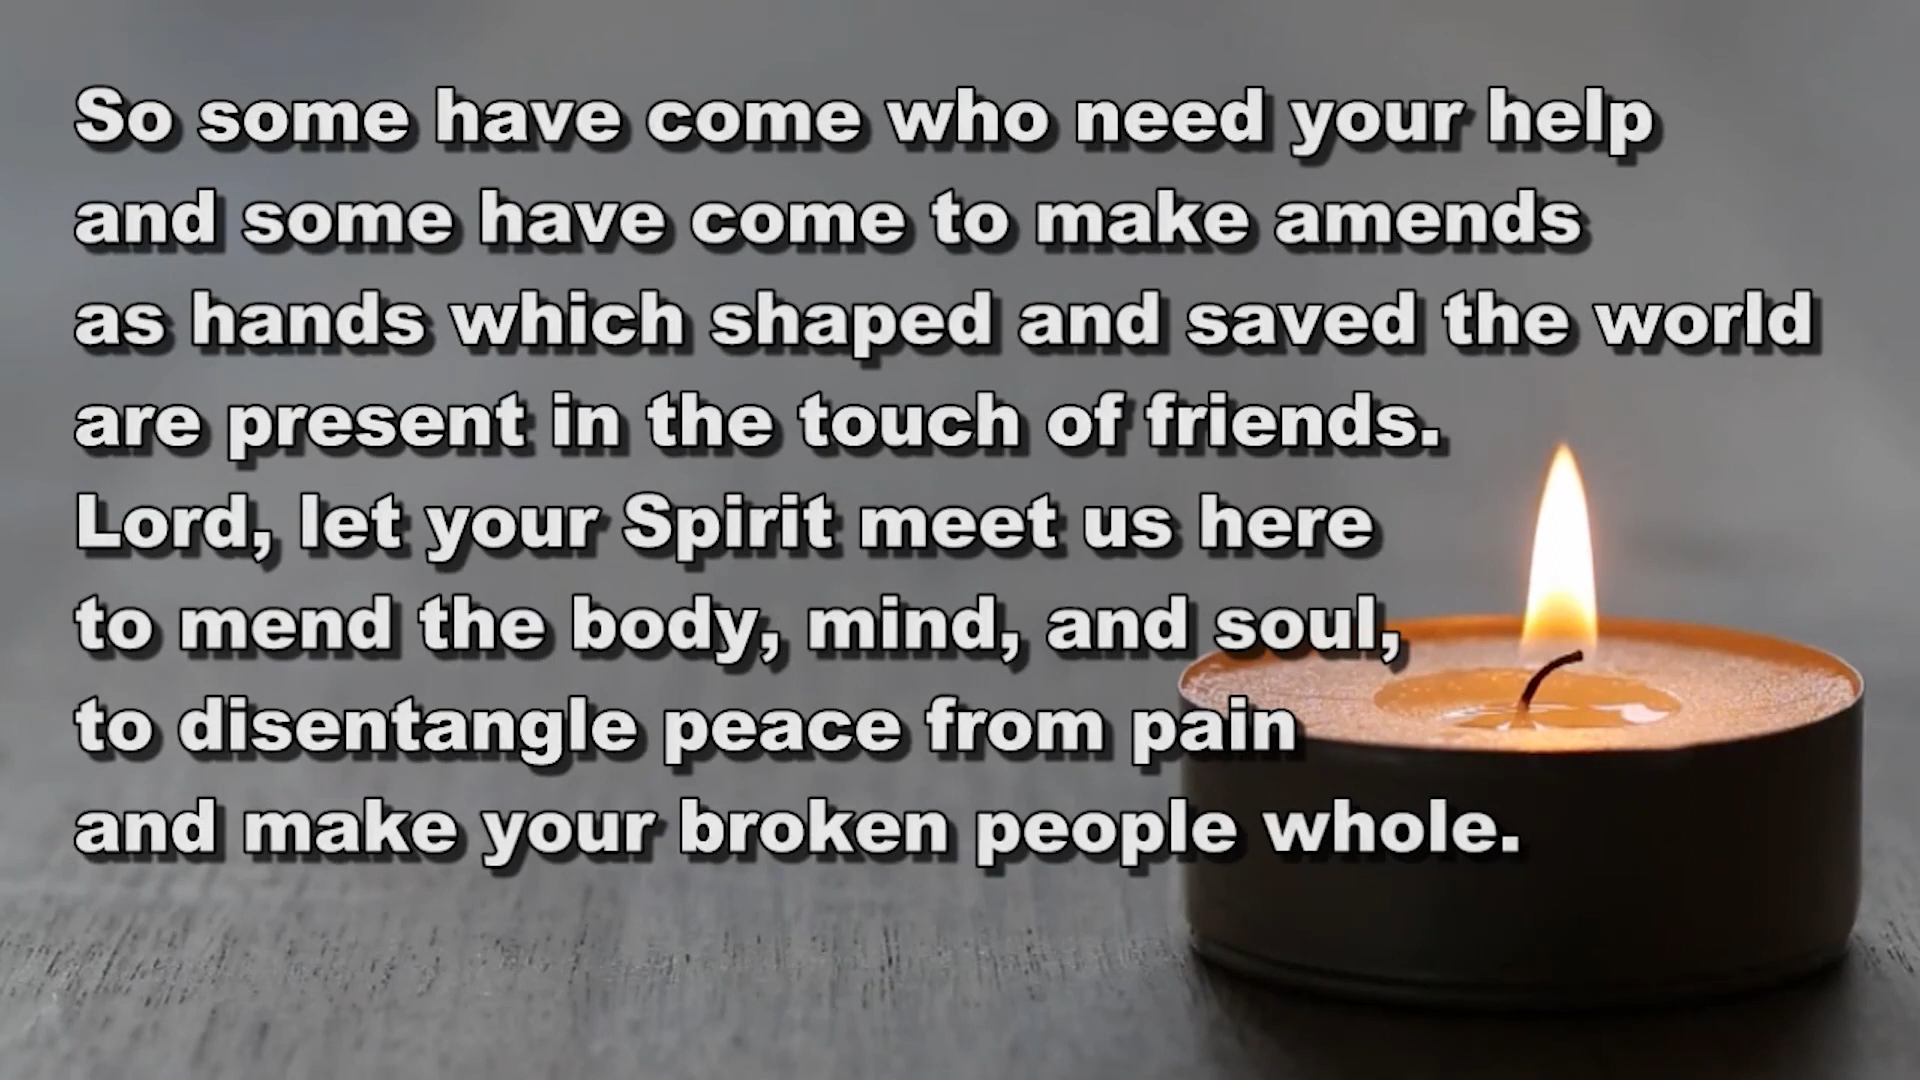 So some have come who need your help
and some have come to make amends
as hands which shaped and saved the world
are present in the touch of friends.
Lord, let your Spirit meet us here
to mend the body, mind, and soul,
to disentangle peace from pain
and make your broken people whole.